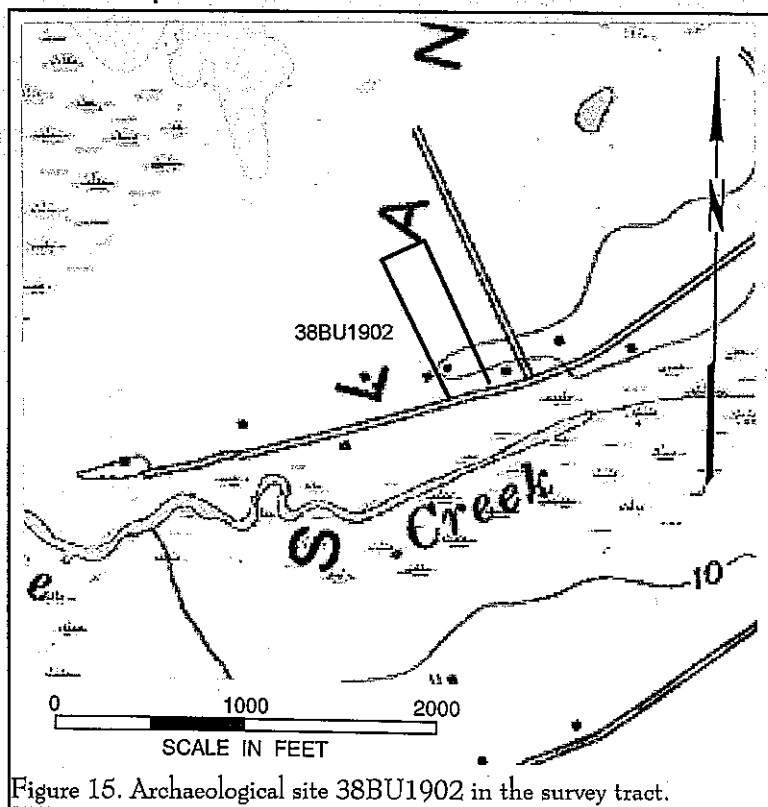 N
A
N
38BU1902
L
S
Creek
e
10
0 1000 2000
SCALE IN FEET
Figure 15. Archaeological site 38BU1902 in the survey tract.